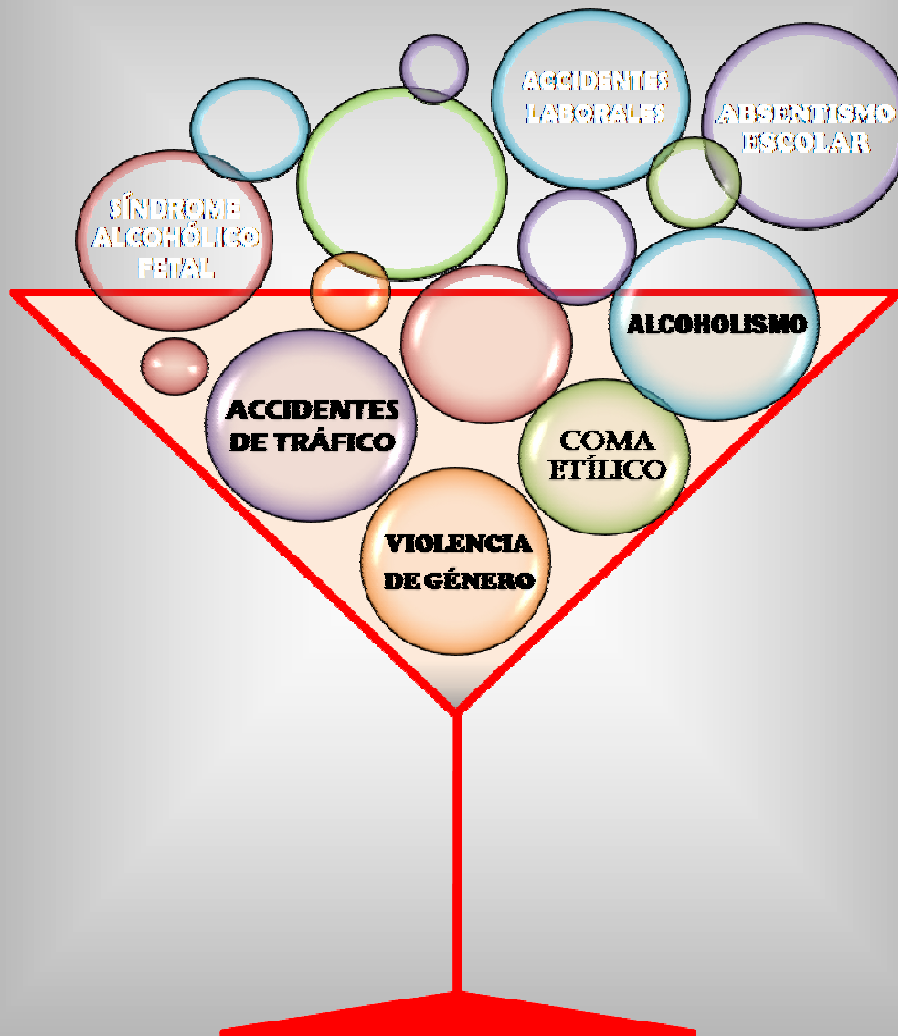 ACCIDENTES
LABORALES
ABSENTISMO
ESCOLAR
SÍNDROME
ALCOHÓLICO
FETAL
ALCOHOLISMO
ACCIDENTES
DE TRÁFICO
COMA
ETÍLICO
VIOLENCIA
DE GÉNERO